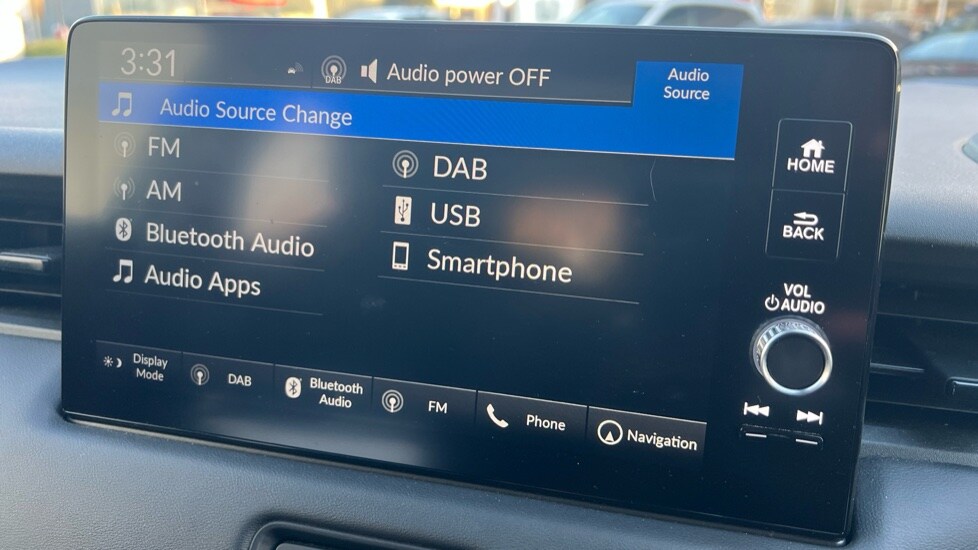 3:31
DAB
Audio power OFF
Audio
Source
Audio Source Change
FM
DAB
AM
USB
Bluetooth Audio
Smartphone
Audio Apps
HOME
BACK
VOL
AUDIO
Display
Mode
DAB
Bluetooth
Audio
FM
Phone
Navigation